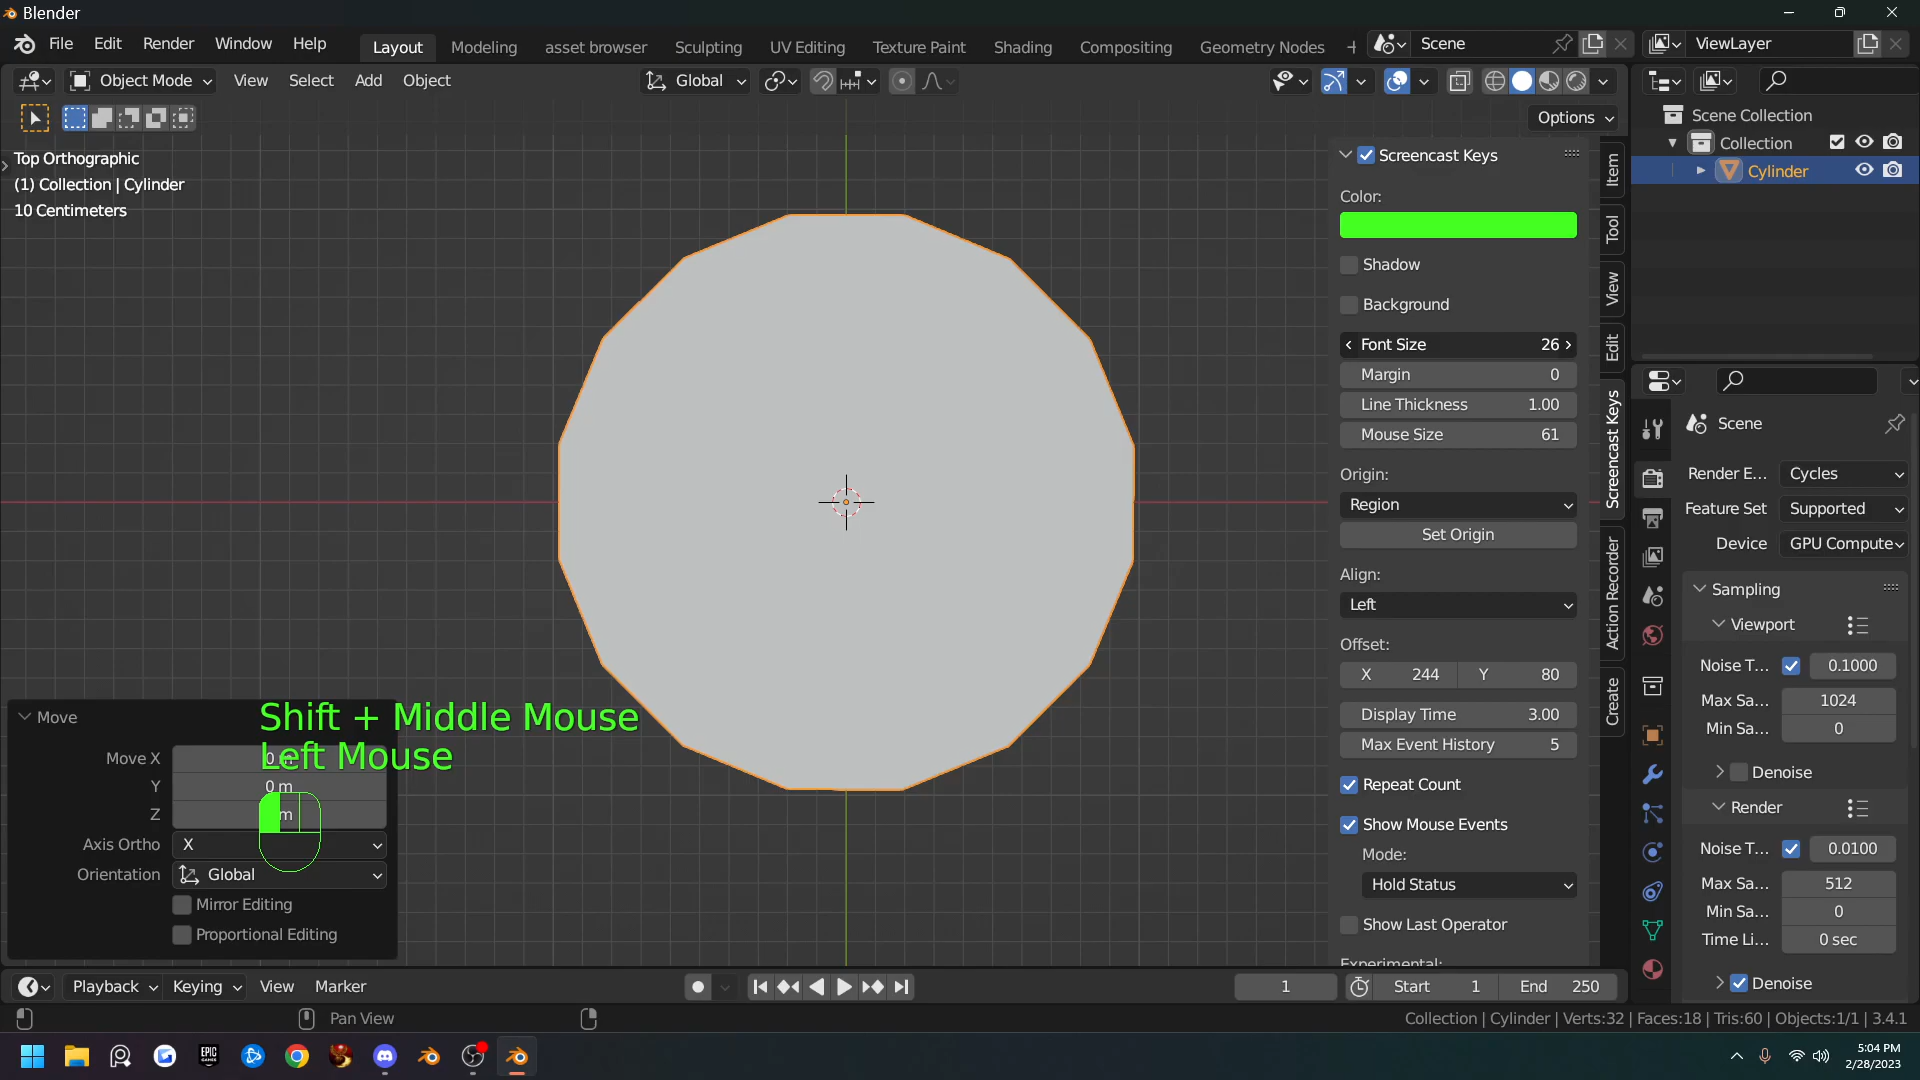 Blender
File Edit Render Window Help
Layout Modeling asset browser Sculpting UV Editing Texture Paint Shading Compositing Geometry Nodes
Scene
ViewLayer
Object Mode View Select Add Object
Global
Options
Top Orthographic
(1) Collection | Cylinder
10 Centimeters
Screencast Keys
Color:
Shadow
Background
Font Size 26
Margin 0
Line Thickness 1.00
Mouse Size 61
Origin:
Region
Set Origin
Align:
Left
Offset:
X 244 Y 80
Display Time 3.00
Max Event History 5
Repeat Count
Show Mouse Events
Mode:
Hold Status
Show Last Operator
Experimental:
Item
Tool
View
Edit
Screencast Keys
Action Recorder
Create
Scene Collection
Collection
Cylinder
Scene
Render E... Cycles
Feature Set Supported
Device GPU Compute
Sampling
Viewport
Noise T... 0.1000
Max Sa... 1024
Min Sa... 0
Denoise
Render
Noise T... 0.0100
Max Sa... 512
Min Sa... 0
Time Li... 0 sec
Denoise
Move
Shift + Middle Mouse
Left Mouse
Move X 0 m
Y 0 m
Z m
Axis Ortho X
Orientation Global
Mirror Editing
Proportional Editing
Playback Keying View Marker
1
Start 1 End 250
Pan View
Collection | Cylinder | Verts:32 | Faces:18 | Tris:60 | Objects:1/1 | 3.4.1
EPIC GAMES
5:04 PM
2/28/2023